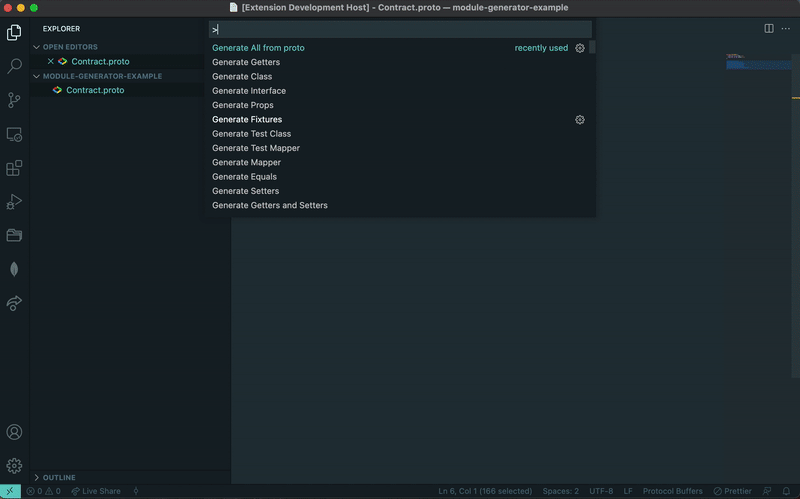 [Extension Development Host] - Contract.proto — module-generator-example
EXPLORER
OPEN EDITORS
Contract.proto
MODULE-GENERATOR-EXAMPLE
Contract.proto
>
Generate All from proto recently used
Generate Getters
Generate Class
Generate Interface
Generate Props
Generate Fixtures
Generate Test Class
Generate Test Mapper
Generate Mapper
Generate Equals
Generate Setters
Generate Getters and Setters
OUTLINE
0 0 Live Share Ln 6, Col 1 (166 selected) Spaces: 2 UTF-8 LF Protocol Buffers Prettier